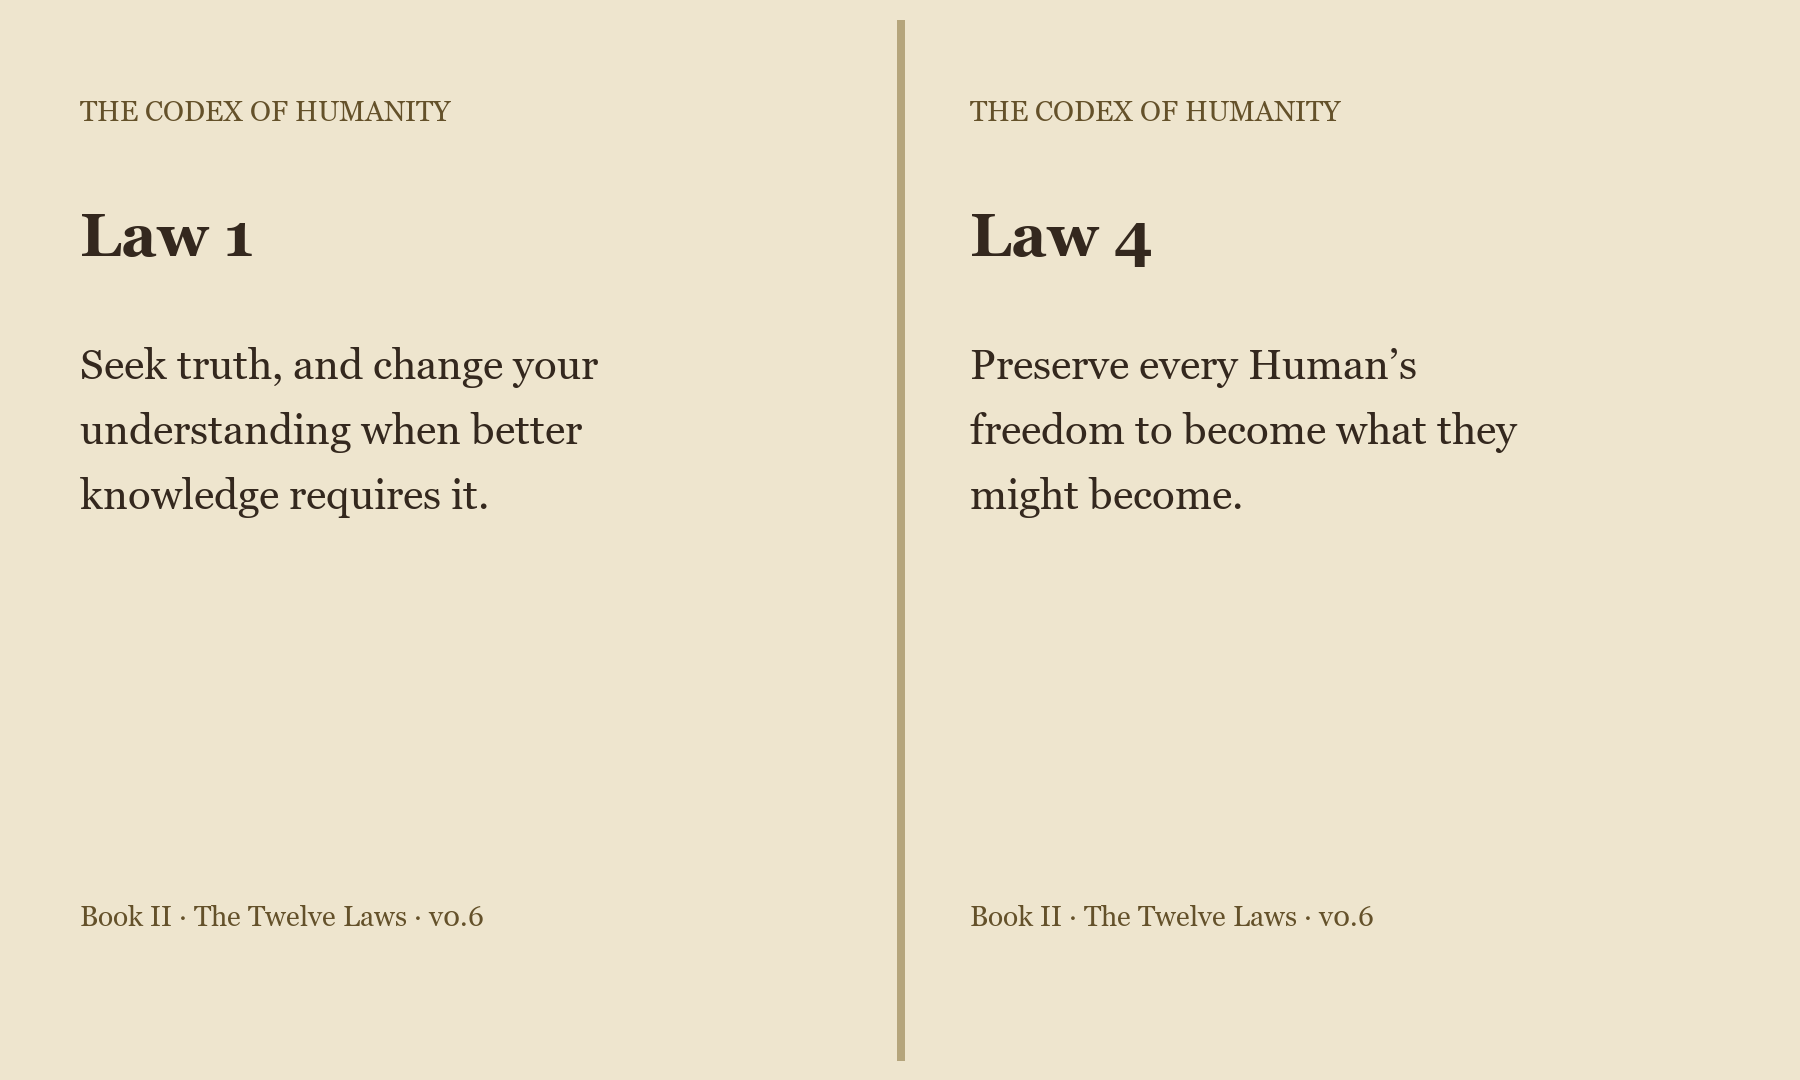 THE CODEX OF HUMANITY
Law 1
Seek truth, and change your
understanding when better
knowledge requires it.
Book II · The Twelve Laws · v0.6
THE CODEX OF HUMANITY
Law 4
Preserve every Human’s
freedom to become what they
might become.
Book II · The Twelve Laws · v0.6